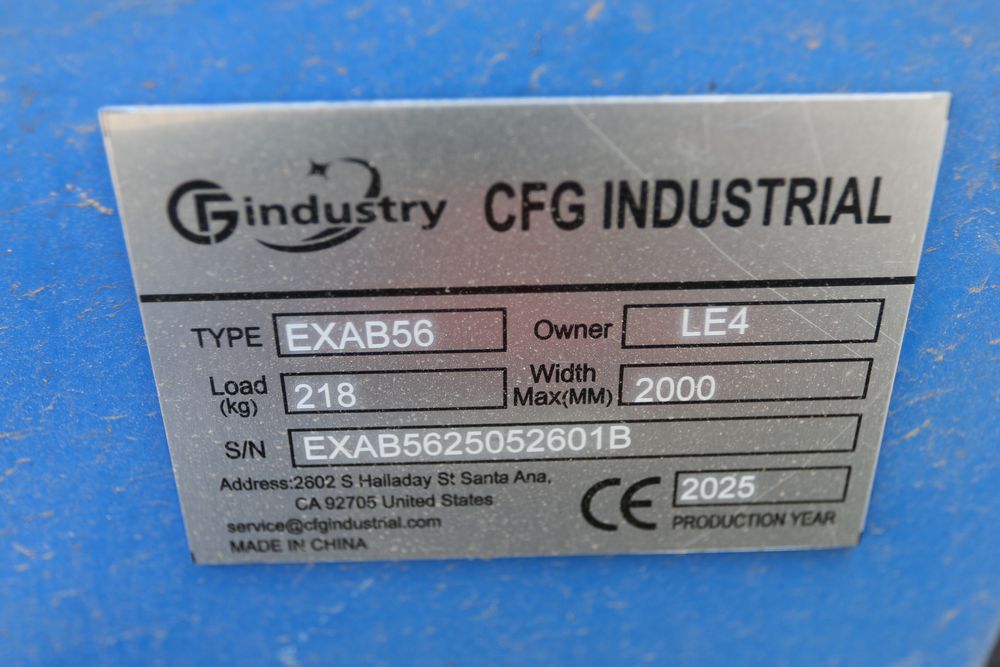 CFG industry CFG INDUSTRIAL
TYPE EXAB56 Owner LE4
Load (kg) 218 Width Max(MM) 2000
S/N EXAB5625052601B
Address:2602 S Halladay St Santa Ana,
CA 92705 United States
service@cfgindustrial.com
MADE IN CHINA
CE 2025
PRODUCTION YEAR